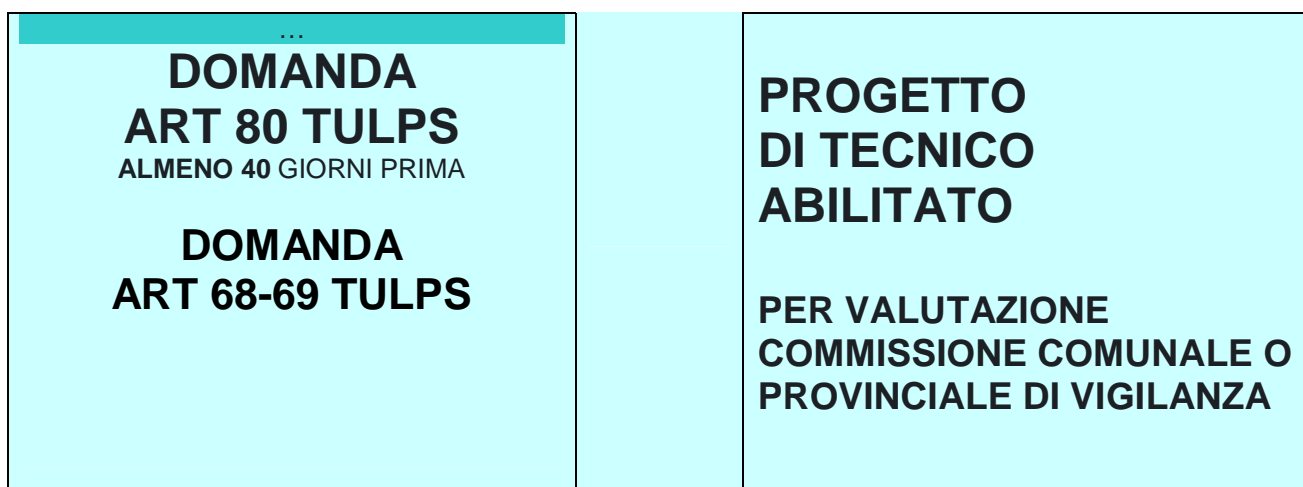 ...
DOMANDA
ART 80 TULPS
ALMENO 40 GIORNI PRIMA
DOMANDA
ART 68-69 TULPS
PROGETTO
DI TECNICO
ABILITATO
PER VALUTAZIONE
COMMISSIONE COMUNALE O
PROVINCIALE DI VIGILANZA